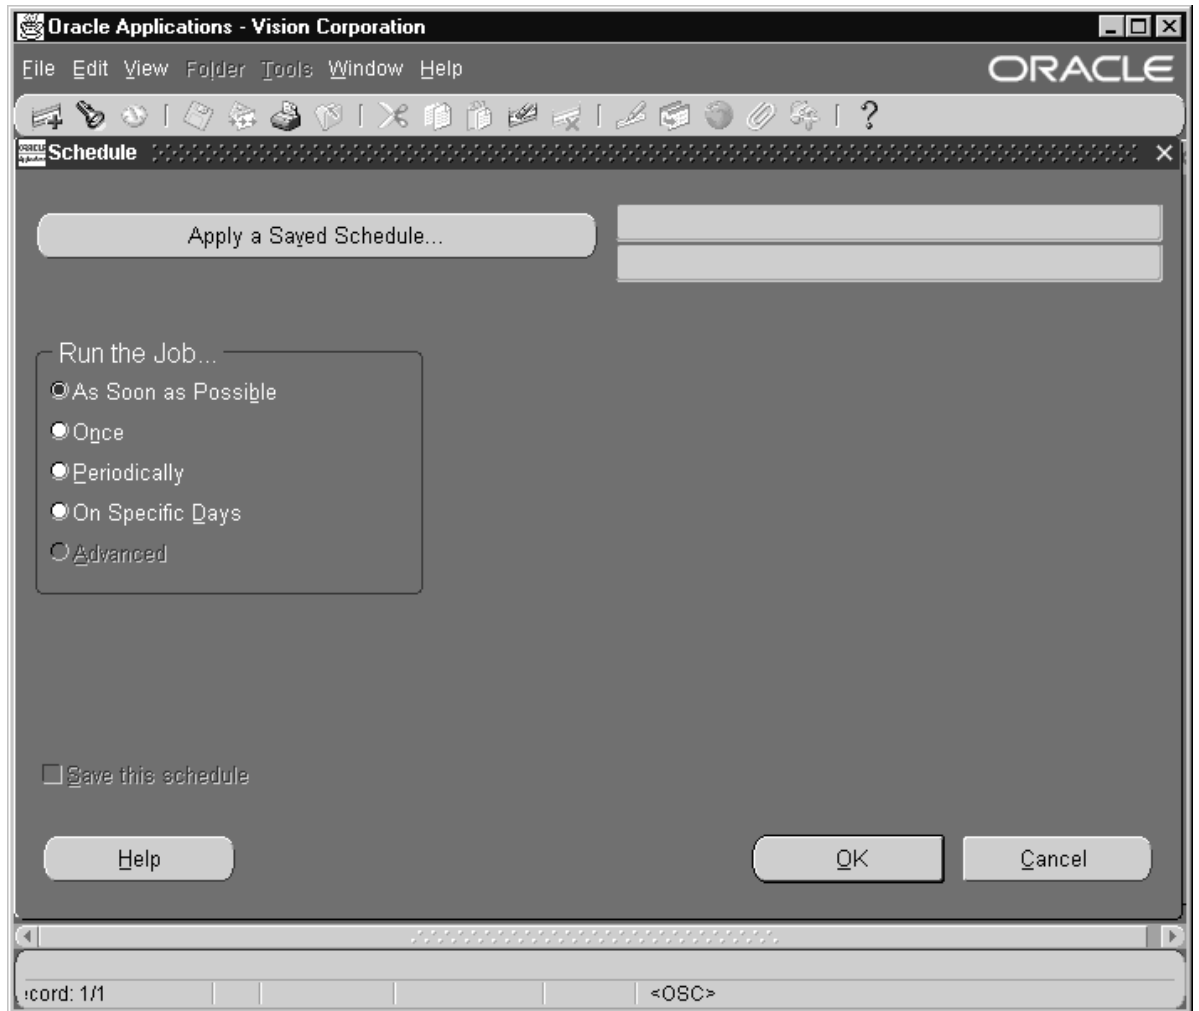 Oracle Applications - Vision Corporation
File Edit View Folder Tools Window Help
ORACLE
Schedule
Apply a Saved Schedule...
Run the Job...
As Soon as Possible
Once
Periodically
On Specific Days
Advanced
Save this schedule
Help
OK
Cancel
cord: 1/1
<OSC>